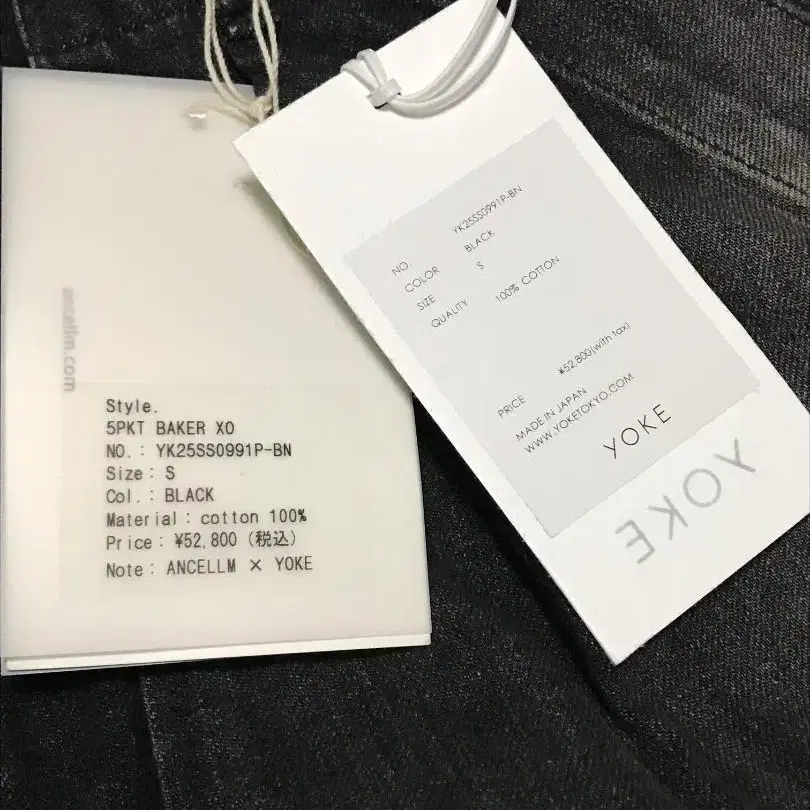 ancellm.com
Style.
5PKT BAKER XO
NO.: YK25SS0991P-BN
Size: S
Col.: BLACK
Material: cotton 100%
Price: ¥52,800 (税込)
Note: ANCELLM × YOKE
NO. YK25SS0991P-BN
COLOR BLACK
SIZE S
QUALITY 100% COTTON
PRICE ¥52,800(with tax)
MADE IN JAPAN
WWW.YOKETOKYO.COM
YOKE
YOKE